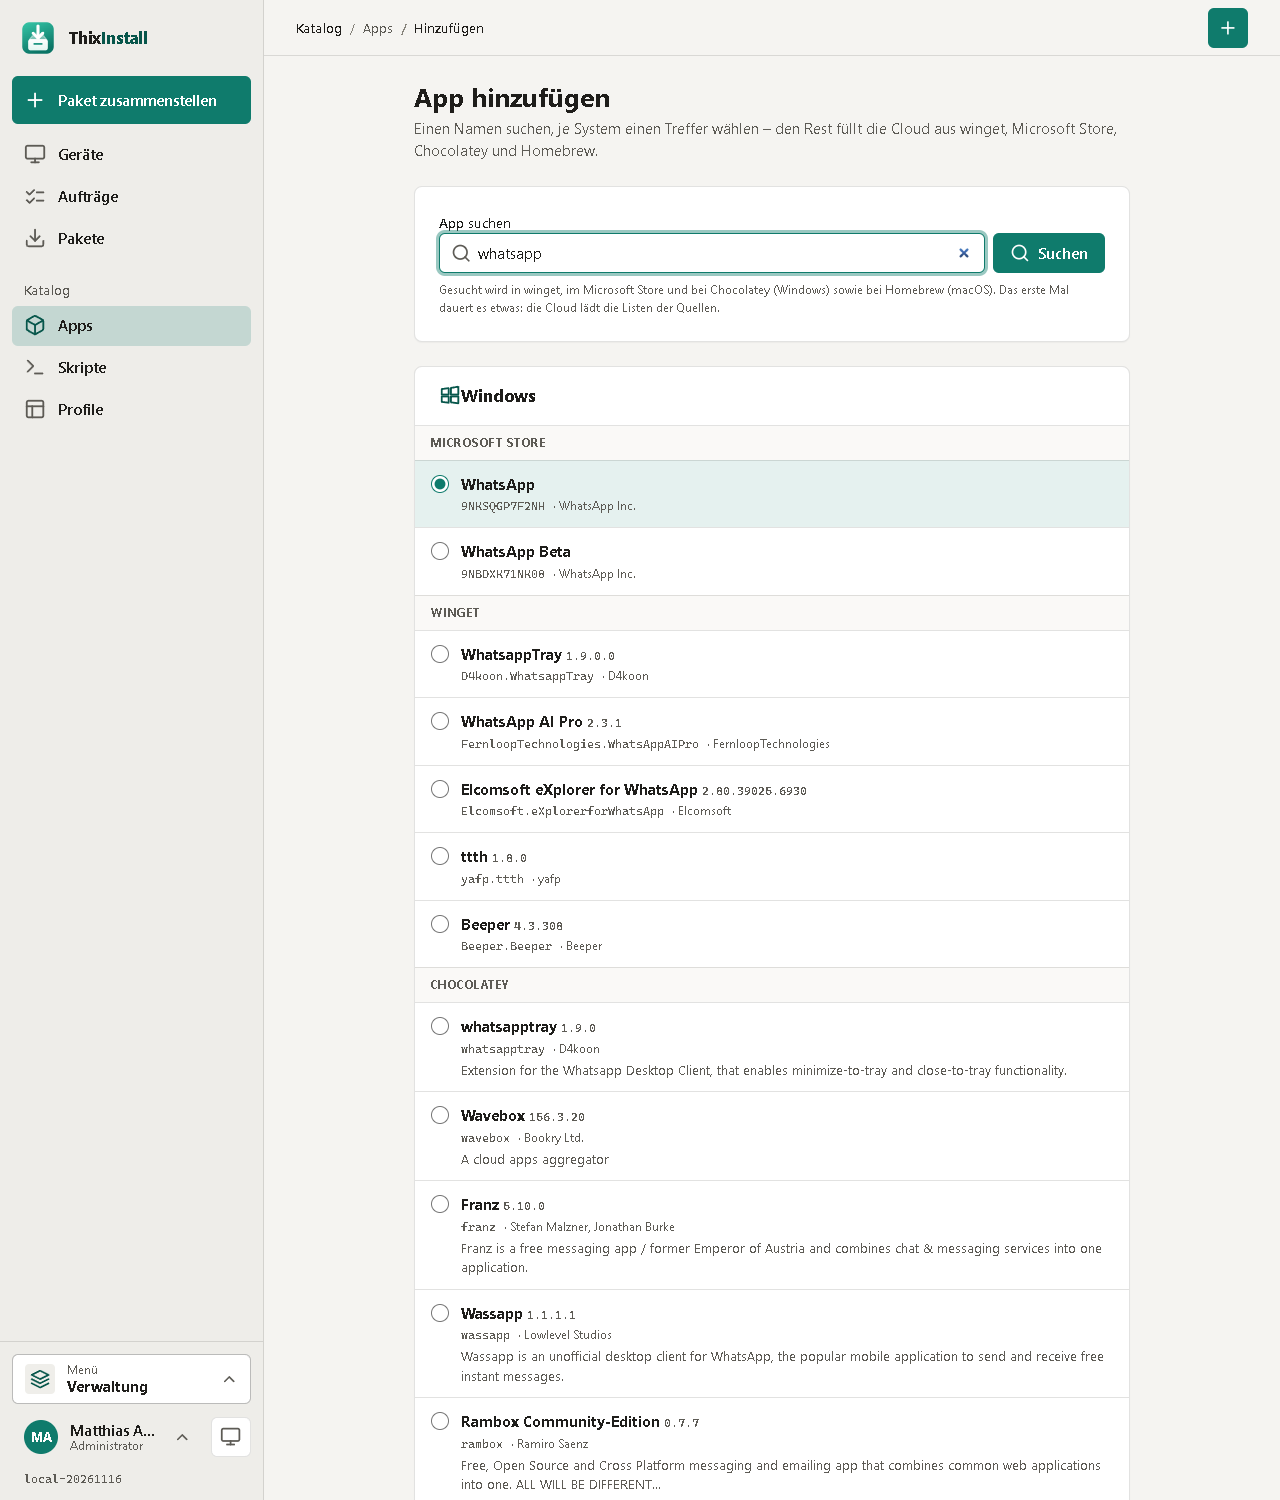 ThixInstall
Paket zusammenstellen
Geräte
Aufträge
Pakete
Katalog
Apps
Skripte
Profile
Menü
Verwaltung
MA
Matthias A...
Administrator
local-20261116
Katalog / Apps / Hinzufügen
App hinzufügen
Einen Namen suchen, je System einen Treffer wählen – den Rest füllt die Cloud aus winget, Microsoft Store,
Chocolatey und Homebrew.
App suchen
whatsapp
Suchen
Gesucht wird in winget, im Microsoft Store und bei Chocolatey (Windows) sowie bei Homebrew (macOS). Das erste Mal
dauert es etwas: die Cloud lädt die Listen der Quellen.
Windows
MICROSOFT STORE
WhatsApp
9NKSQGP7F2NH · WhatsApp Inc.
WhatsApp Beta
9NBDXK71NK08 · WhatsApp Inc.
WINGET
WhatsappTray 1.9.0.0
D4koon.WhatsappTray · D4koon
WhatsApp AI Pro 2.3.1
FernloopTechnologies.WhatsAppAIPro · FernloopTechnologies
Elcomsoft eXplorer for WhatsApp 2.80.39025.6930
Elcomsoft.eXplorerforWhatsApp · Elcomsoft
ttth 1.8.0
yafp.ttth · yafp
Beeper 4.3.308
Beeper.Beeper · Beeper
CHOCOLATEY
whatsapptray 1.9.0
whatsapptray · D4koon
Extension for the Whatsapp Desktop Client, that enables minimize-to-tray and close-to-tray functionality.
Wavebox 156.3.20
wavebox · Bookry Ltd.
A cloud apps aggregator
Franz 5.10.0
franz · Stefan Malzner, Jonathan Burke
Franz is a free messaging app / former Emperor of Austria and combines chat & messaging services into one
application.
Wassapp 1.1.1.1
wassapp · Lowlevel Studios
Wassapp is an unofficial desktop client for WhatsApp, the popular mobile application to send and receive free
instant messages.
Rambox Community-Edition 0.7.7
rambox · Ramiro Saenz
Free, Open Source and Cross Platform messaging and emailing app that combines common web applications
into one. ALL WILL BE DIFFERENT...